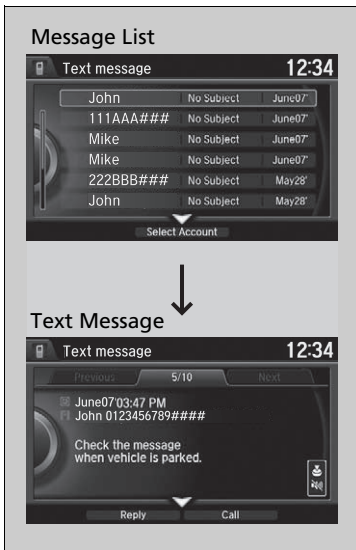 Message List
Text message 12:34
John No Subject June07'
111AAA### No Subject June07'
Mike No Subject June07'
Mike No Subject June07'
222BBB### No Subject May28'
John No Subject May28'
Select Account
Text Message
Text message 12:34
Previous 5/10 Next
June07'03:47 PM
John 0123456789####
Check the message
when vehicle is parked.
Reply Call